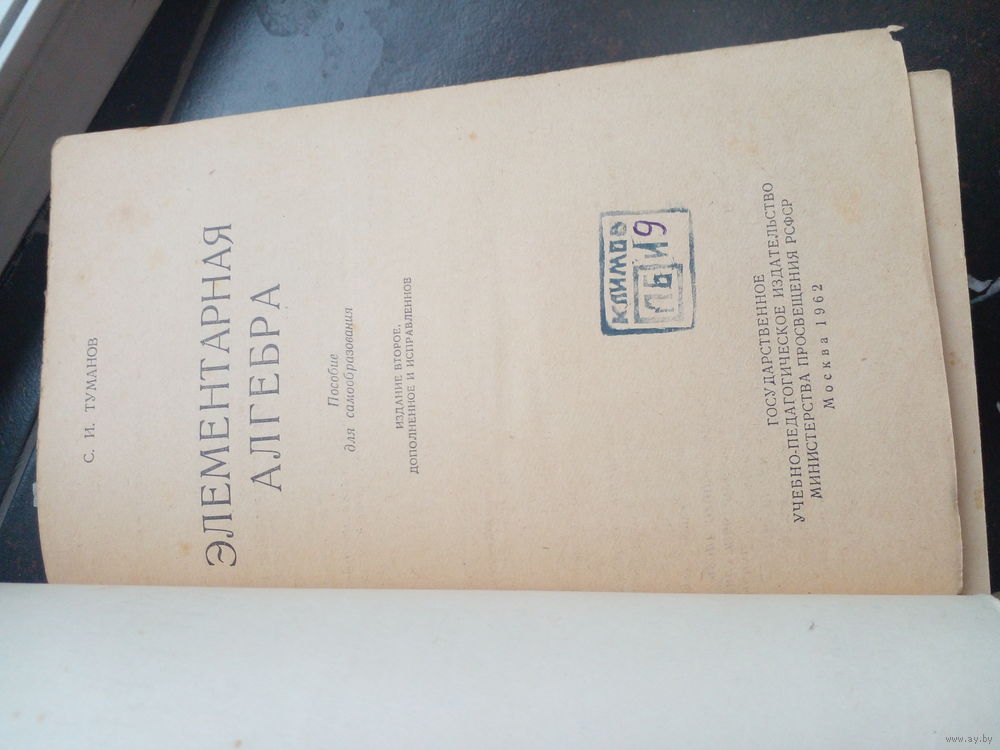 С. И. ТУМАНОВ
ЭЛЕМЕНТАРНАЯ
АЛГЕБРА
Пособие
для самообразования
ИЗДАНИЕ ВТОРОЕ,
ДОПОЛНЕННОЕ И ИСПРАВЛЕННОЕ
КЛИМОВ
9
ГОСУДАРСТВЕННОЕ
УЧЕБНО-ПЕДАГОГИЧЕСКОЕ ИЗДАТЕЛЬСТВО
МИНИСТЕРСТВА ПРОСВЕЩЕНИЯ РСФСР
Москва 1962
www.ay.by